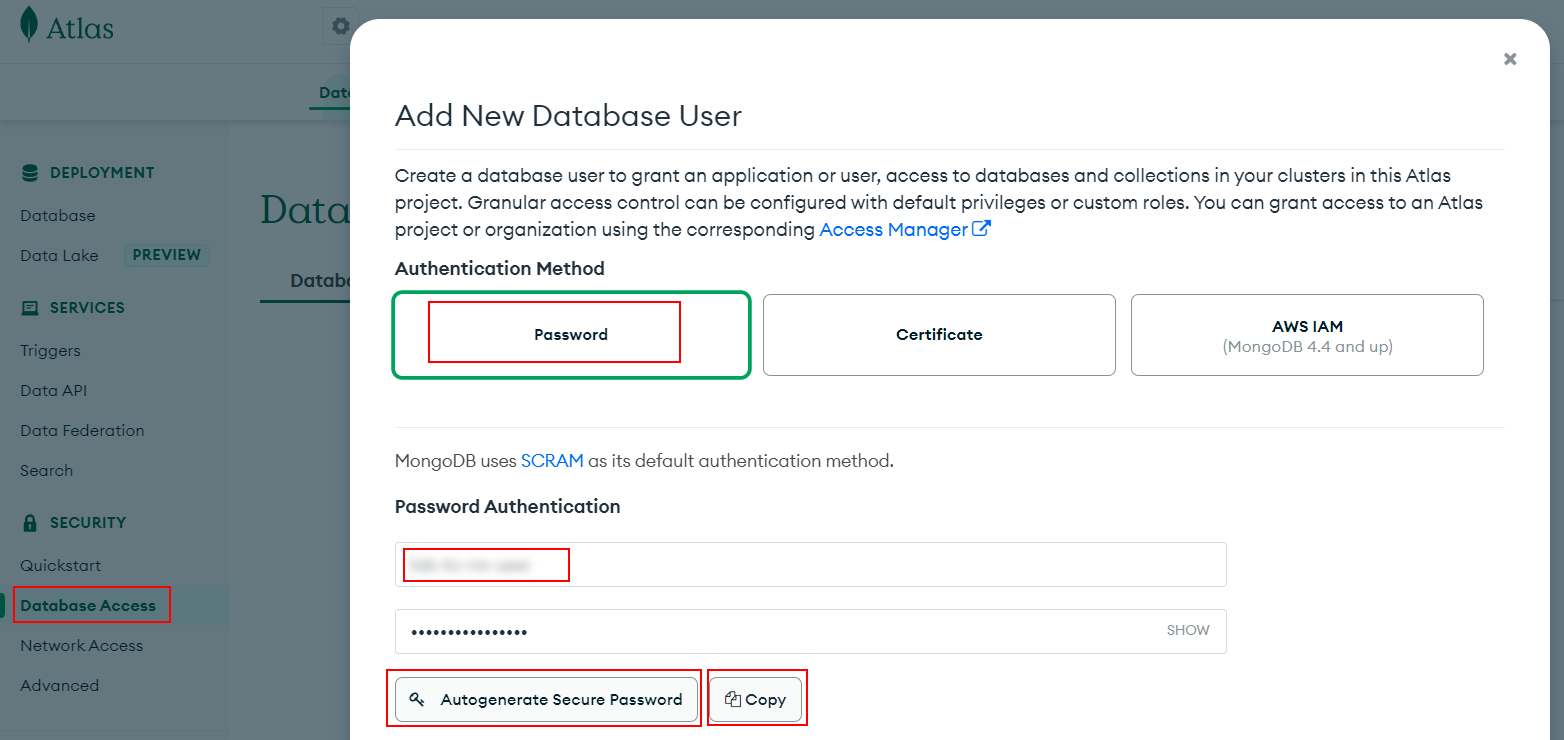 Atlas
Data
DEPLOYMENT
Database
Data Lake PREVIEW
SERVICES
Triggers
Data API
Data Federation
Search
SECURITY
Quickstart
Database Access
Network Access
Advanced
Data
Add New Database User
Create a database user to grant an application or user, access to databases and collections in your clusters in this Atlas
project. Granular access control can be configured with default privileges or custom roles. You can grant access to an Atlas
project or organization using the corresponding Access Manager
Authentication Method
Password
Certificate
AWS IAM
(MongoDB 4.4 and up)
MongoDB uses SCRAM as its default authentication method.
Password Authentication
••••••••••••••••
SHOW
Autogenerate Secure Password
Copy